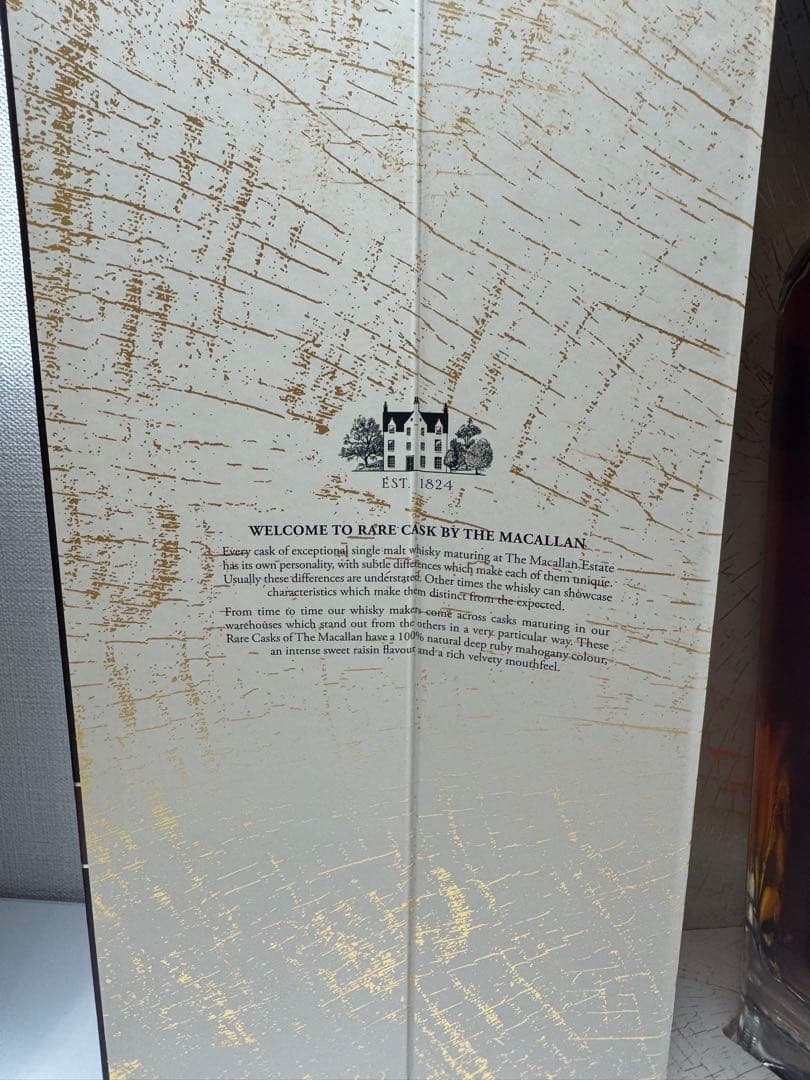 EST. 1824
WELCOME TO RARE CASK BY THE MACALLAN
Every cask of exceptional single malt whisky maturing at The Macallan Estate
has its own personality, with subtle differences which make each of them unique.
Usually these differences are understated. Other times the whisky can showcase
characteristics which make them distinct from the expected.
From time to time our whisky makers come across casks maturing in our
warehouses which stand out from the others in a very particular way. These
Rare Casks of The Macallan have a 100% natural deep ruby mahogany colour,
an intense sweet raisin flavour and a rich velvety mouthfeel.